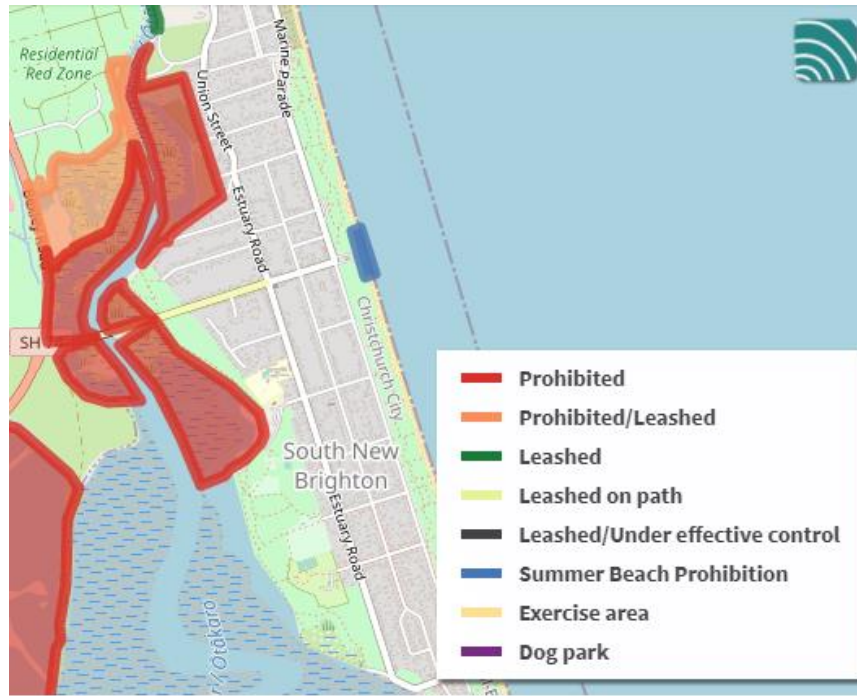 Residential
Red Zone
Union Street
Marine Parade
Estuary Road
SH
Christchurch City
South New
Brighton
Estuary Road
r / Ōtākaro
Prohibited
Prohibited/Leashed
Leashed
Leashed on path
Leashed/Under effective control
Summer Beach Prohibition
Exercise area
Dog park